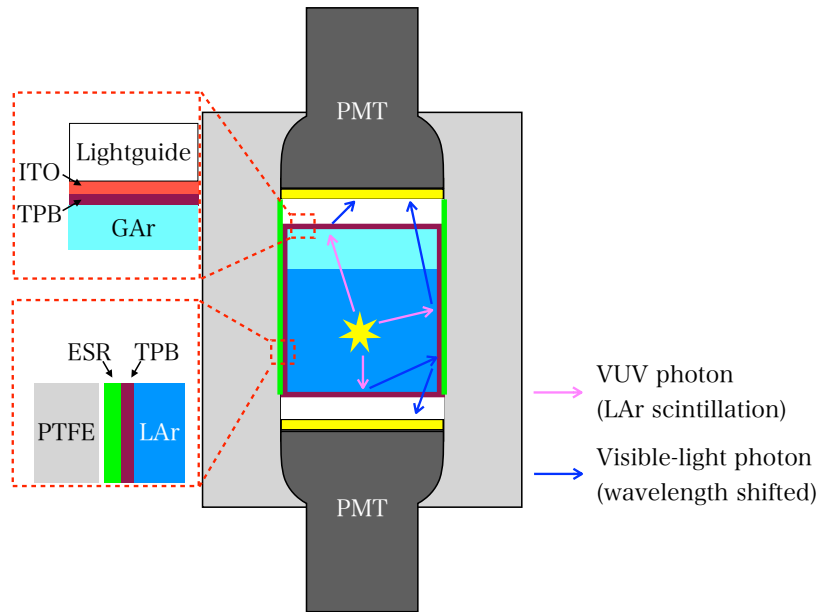 PMT
Lightguide
ITO
TPB
GAr
ESR TPB
PTFE LAr
VUV photon
(LAr scintillation)
Visible-light photon
(wavelength shifted)
PMT